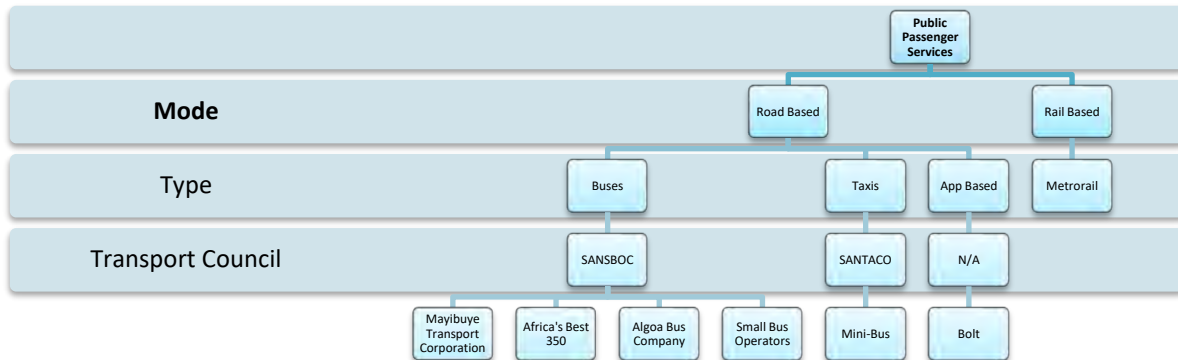 Public
Passenger
Services
Mode
Road Based
Rail Based
Type
Buses
Taxis
App Based
Metrorail
Transport Council
SANSBOC
SANTACO
N/A
Mayibuye
Transport
Corporation
Africa's Best
350
Algoa Bus
Company
Small Bus
Operators
Mini-Bus
Bolt